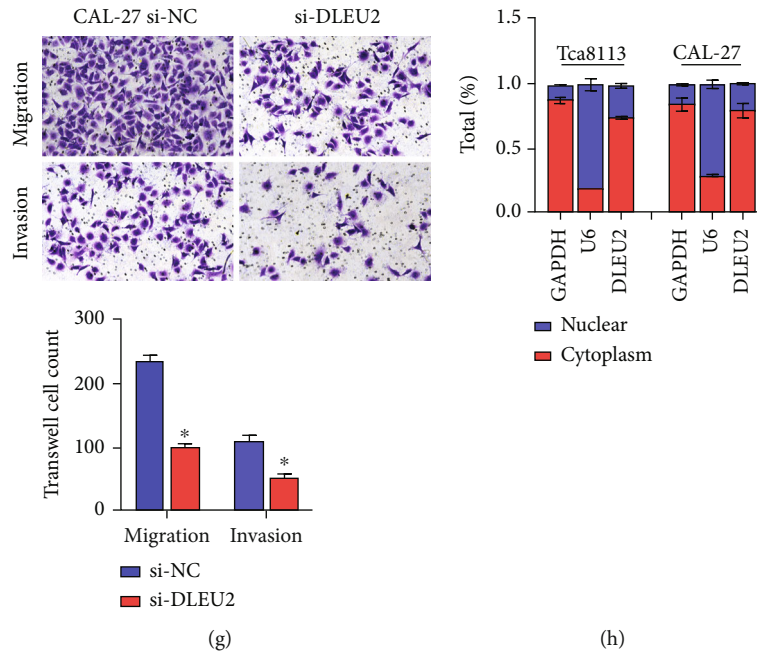 CAL-27 si-NC
si-DLEU2
Migration
Invasion
Transwell cell count
300
200
100
0
*
*
Migration
Invasion
si-NC
si-DLEU2
(g)
Total (%)
1.5
1.0
0.5
0.0
Tca8113
CAL-27
GAPDH
U6
DLEU2
GAPDH
U6
DLEU2
Nuclear
Cytoplasm
(h)